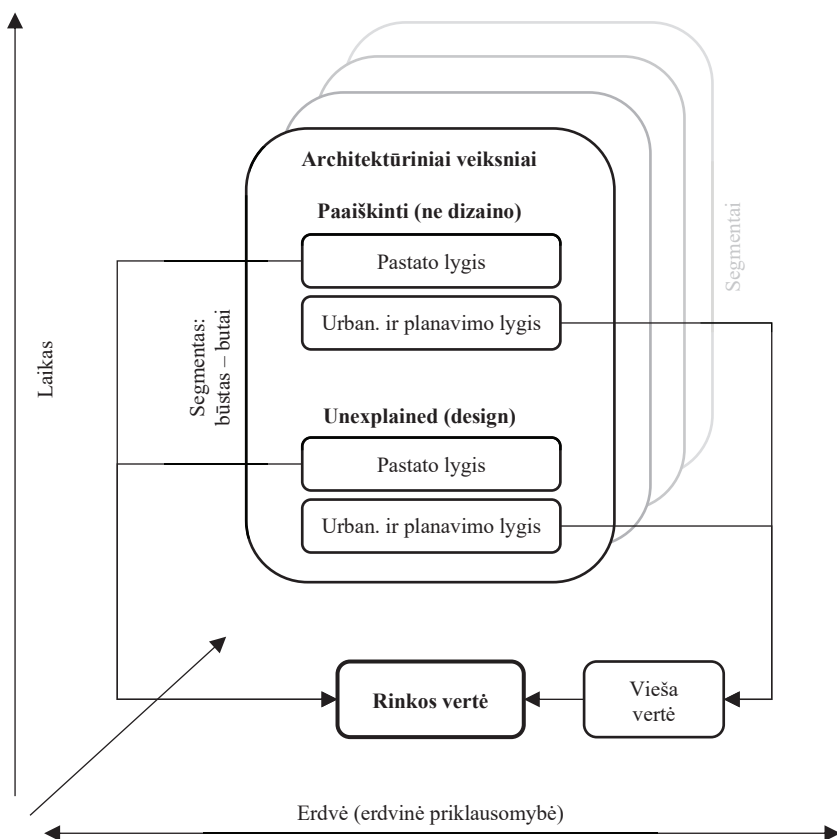 Architektūriniai veiksniai
Paaiškinti (ne dizaino)
Pastato lygis
Urban. ir planavimo lygis
Segmentai
Laikas
Segmentas:
būstas – butai
Unexplained (design)
Pastato lygis
Urban. ir planavimo lygis
Rinkos vertė
Vieša
vertė
Erdvė (erdvinė priklausomybė)